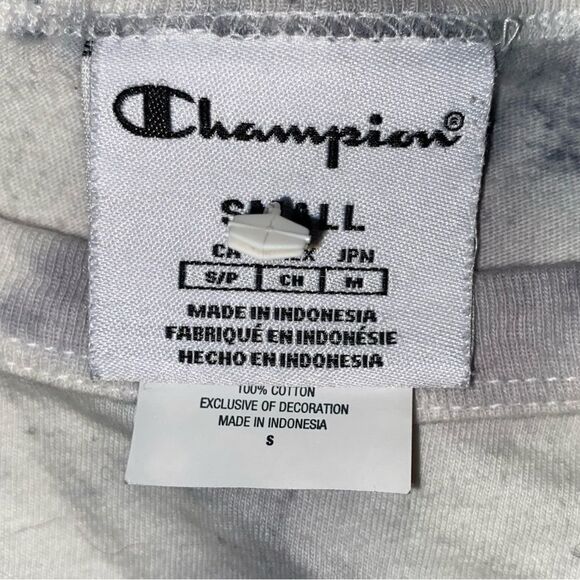 Champion®
SMALL
JPN
S/P CH M
MADE IN INDONESIA
FABRIQUÉ EN INDONÉSIE
HECHO EN INDONESIA
100% COTTON
EXCLUSIVE OF DECORATION
MADE IN INDONESIA
S